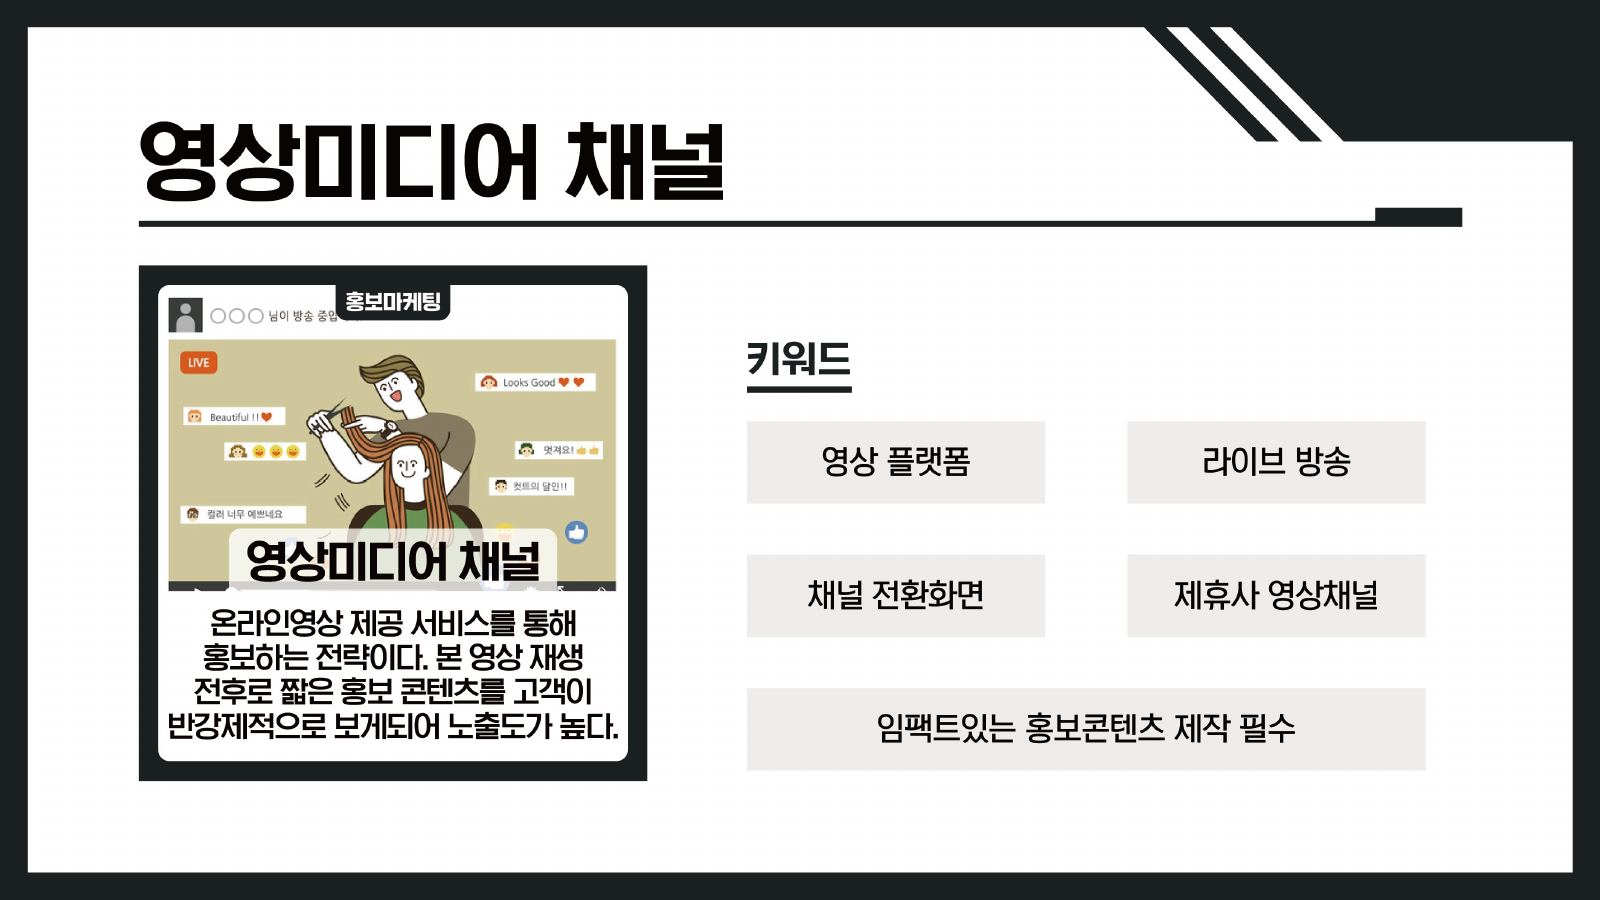 영상미디어 채널
홍보마케팅
님이 방송 중입
LIVE
Looks Good
Beautiful !!
멋져요!
컷트의 달인!!
컬러 너무 예쁘네요
영상미디어 채널
온라인영상 제공 서비스를 통해
홍보하는 전략이다. 본 영상 재생
전후로 짧은 홍보 콘텐츠를 고객이
반강제적으로 보게되어 노출도가 높다.
키워드
영상 플랫폼
라이브 방송
채널 전환화면
제휴사 영상채널
임팩트있는 홍보콘텐츠 제작 필수